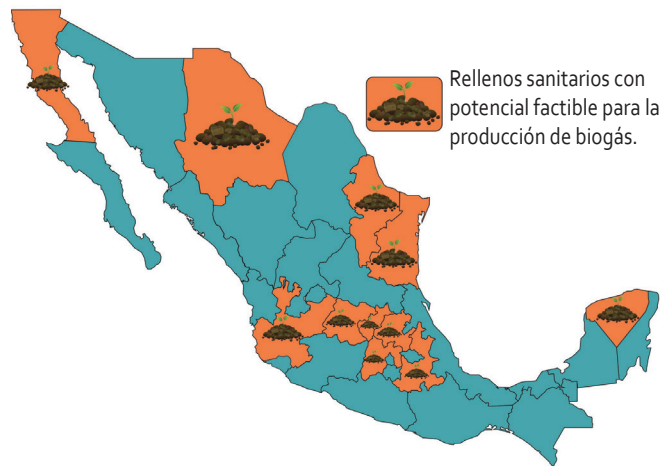 Rellenos sanitarios con
potencial factible para la
producción de biogás.